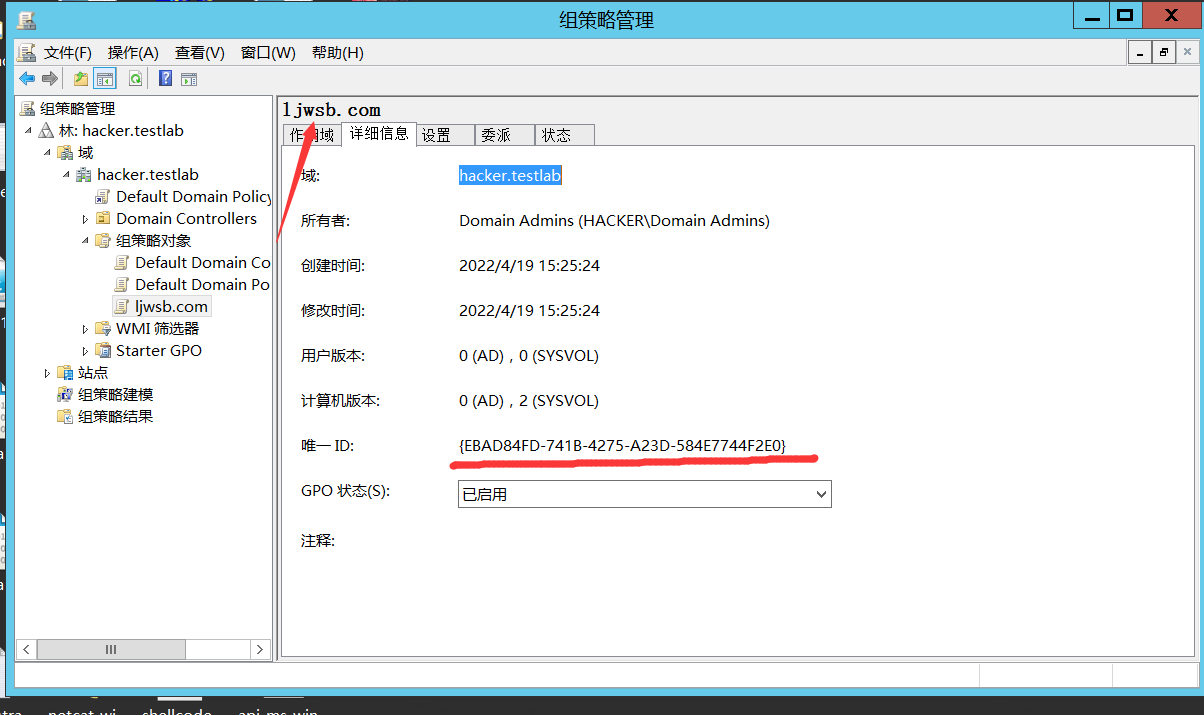 组策略管理
文件(F) 操作(A) 查看(V) 窗口(W) 帮助(H)
组策略管理
林: hacker.testlab
域
hacker.testlab
Default Domain Policy
Domain Controllers
组策略对象
Default Domain Co
Default Domain Po
ljwsb.com
WMI 筛选器
Starter GPO
站点
组策略建模
组策略结果
ljwsb.com
作 域 详细信息 设置 委派 状态
域: hacker.testlab
所有者: Domain Admins (HACKER\Domain Admins)
创建时间: 2022/4/19 15:25:24
修改时间: 2022/4/19 15:25:24
用户版本: 0 (AD)，0 (SYSVOL)
计算机版本: 0 (AD)，2 (SYSVOL)
唯一 ID: {EBAD84FD-741B-4275-A23D-584E7744F2E0}
GPO 状态(S): 已启用
注释: